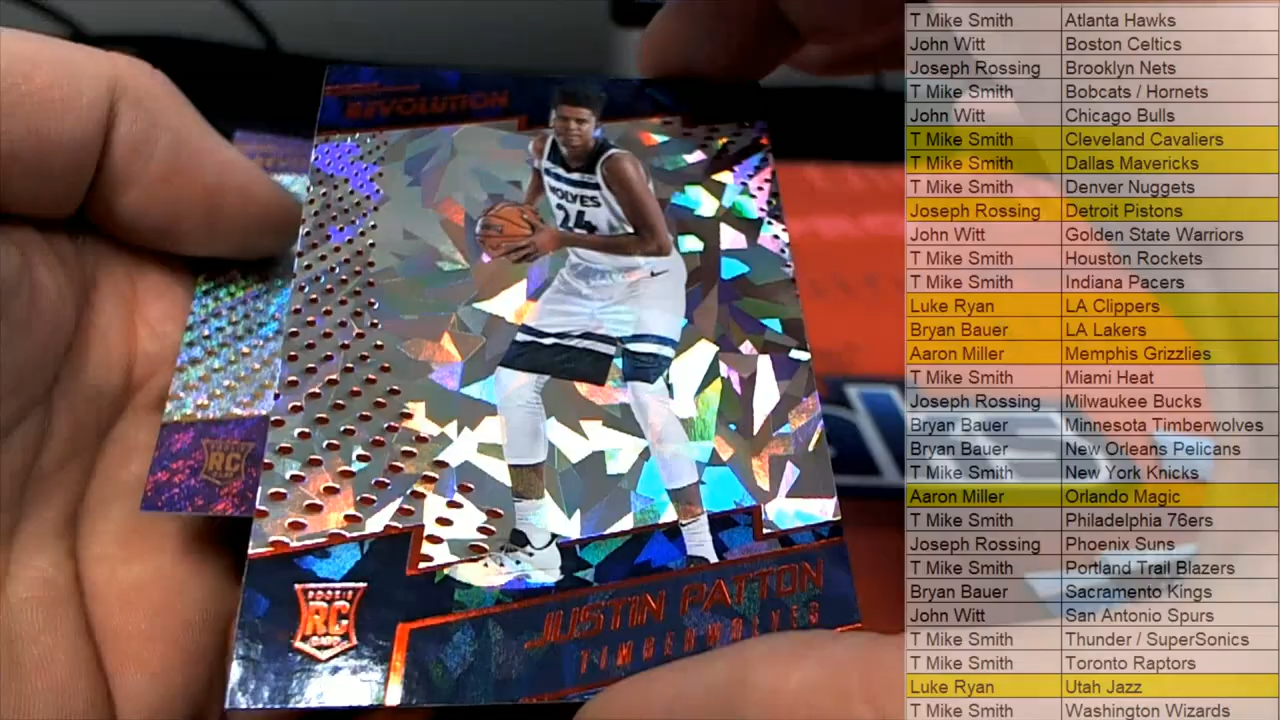 REVOLUTION
WOLVES
24
ROOKIE
RC
CARD
JUSTIN PATTON
TIMBERWOLVES
RC
T Mike Smith Atlanta Hawks
John Witt Boston Celtics
Joseph Rossing Brooklyn Nets
T Mike Smith Bobcats / Hornets
John Witt Chicago Bulls
T Mike Smith Cleveland Cavaliers
T Mike Smith Dallas Mavericks
T Mike Smith Denver Nuggets
Joseph Rossing Detroit Pistons
John Witt Golden State Warriors
T Mike Smith Houston Rockets
T Mike Smith Indiana Pacers
Luke Ryan LA Clippers
Bryan Bauer LA Lakers
Aaron Miller Memphis Grizzlies
T Mike Smith Miami Heat
Joseph Rossing Milwaukee Bucks
Bryan Bauer Minnesota Timberwolves
Bryan Bauer New Orleans Pelicans
T Mike Smith New York Knicks
Aaron Miller Orlando Magic
T Mike Smith Philadelphia 76ers
Joseph Rossing Phoenix Suns
T Mike Smith Portland Trail Blazers
Bryan Bauer Sacramento Kings
John Witt San Antonio Spurs
T Mike Smith Thunder / SuperSonics
T Mike Smith Toronto Raptors
Luke Ryan Utah Jazz
T Mike Smith Washington Wizards